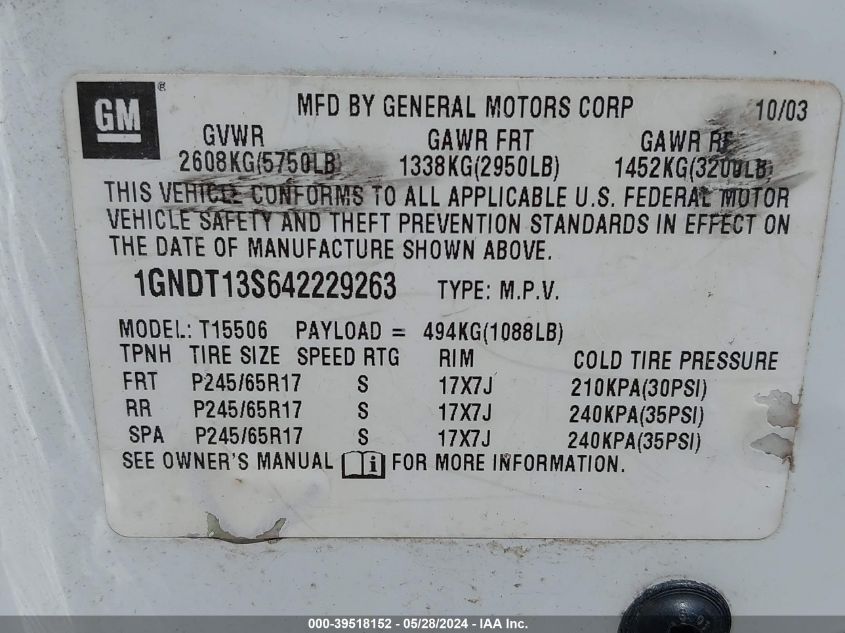 GM ®
MFD BY GENERAL MOTORS CORP 10/03
GVWR GAWR FRT GAWR RR
2608KG(5750LB) 1338KG(2950LB) 1452KG(3200LB)
THIS VEHICLE CONFORMS TO ALL APPLICABLE U.S. FEDERAL MOTOR
VEHICLE SAFETY AND THEFT PREVENTION STANDARDS IN EFFECT ON
THE DATE OF MANUFACTURE SHOWN ABOVE.
1GNDT13S642229263 TYPE: M.P.V.
MODEL: T15506 PAYLOAD = 494KG(1088LB)
TPNH TIRE SIZE SPEED RTG RIM COLD TIRE PRESSURE
FRT P245/65R17 S 17X7J 210KPA(30PSI)
RR P245/65R17 S 17X7J 240KPA(35PSI)
SPA P245/65R17 S 17X7J 240KPA(35PSI)
SEE OWNER'S MANUAL i FOR MORE INFORMATION.
000-39518152 - 05/28/2024 - IAA Inc.